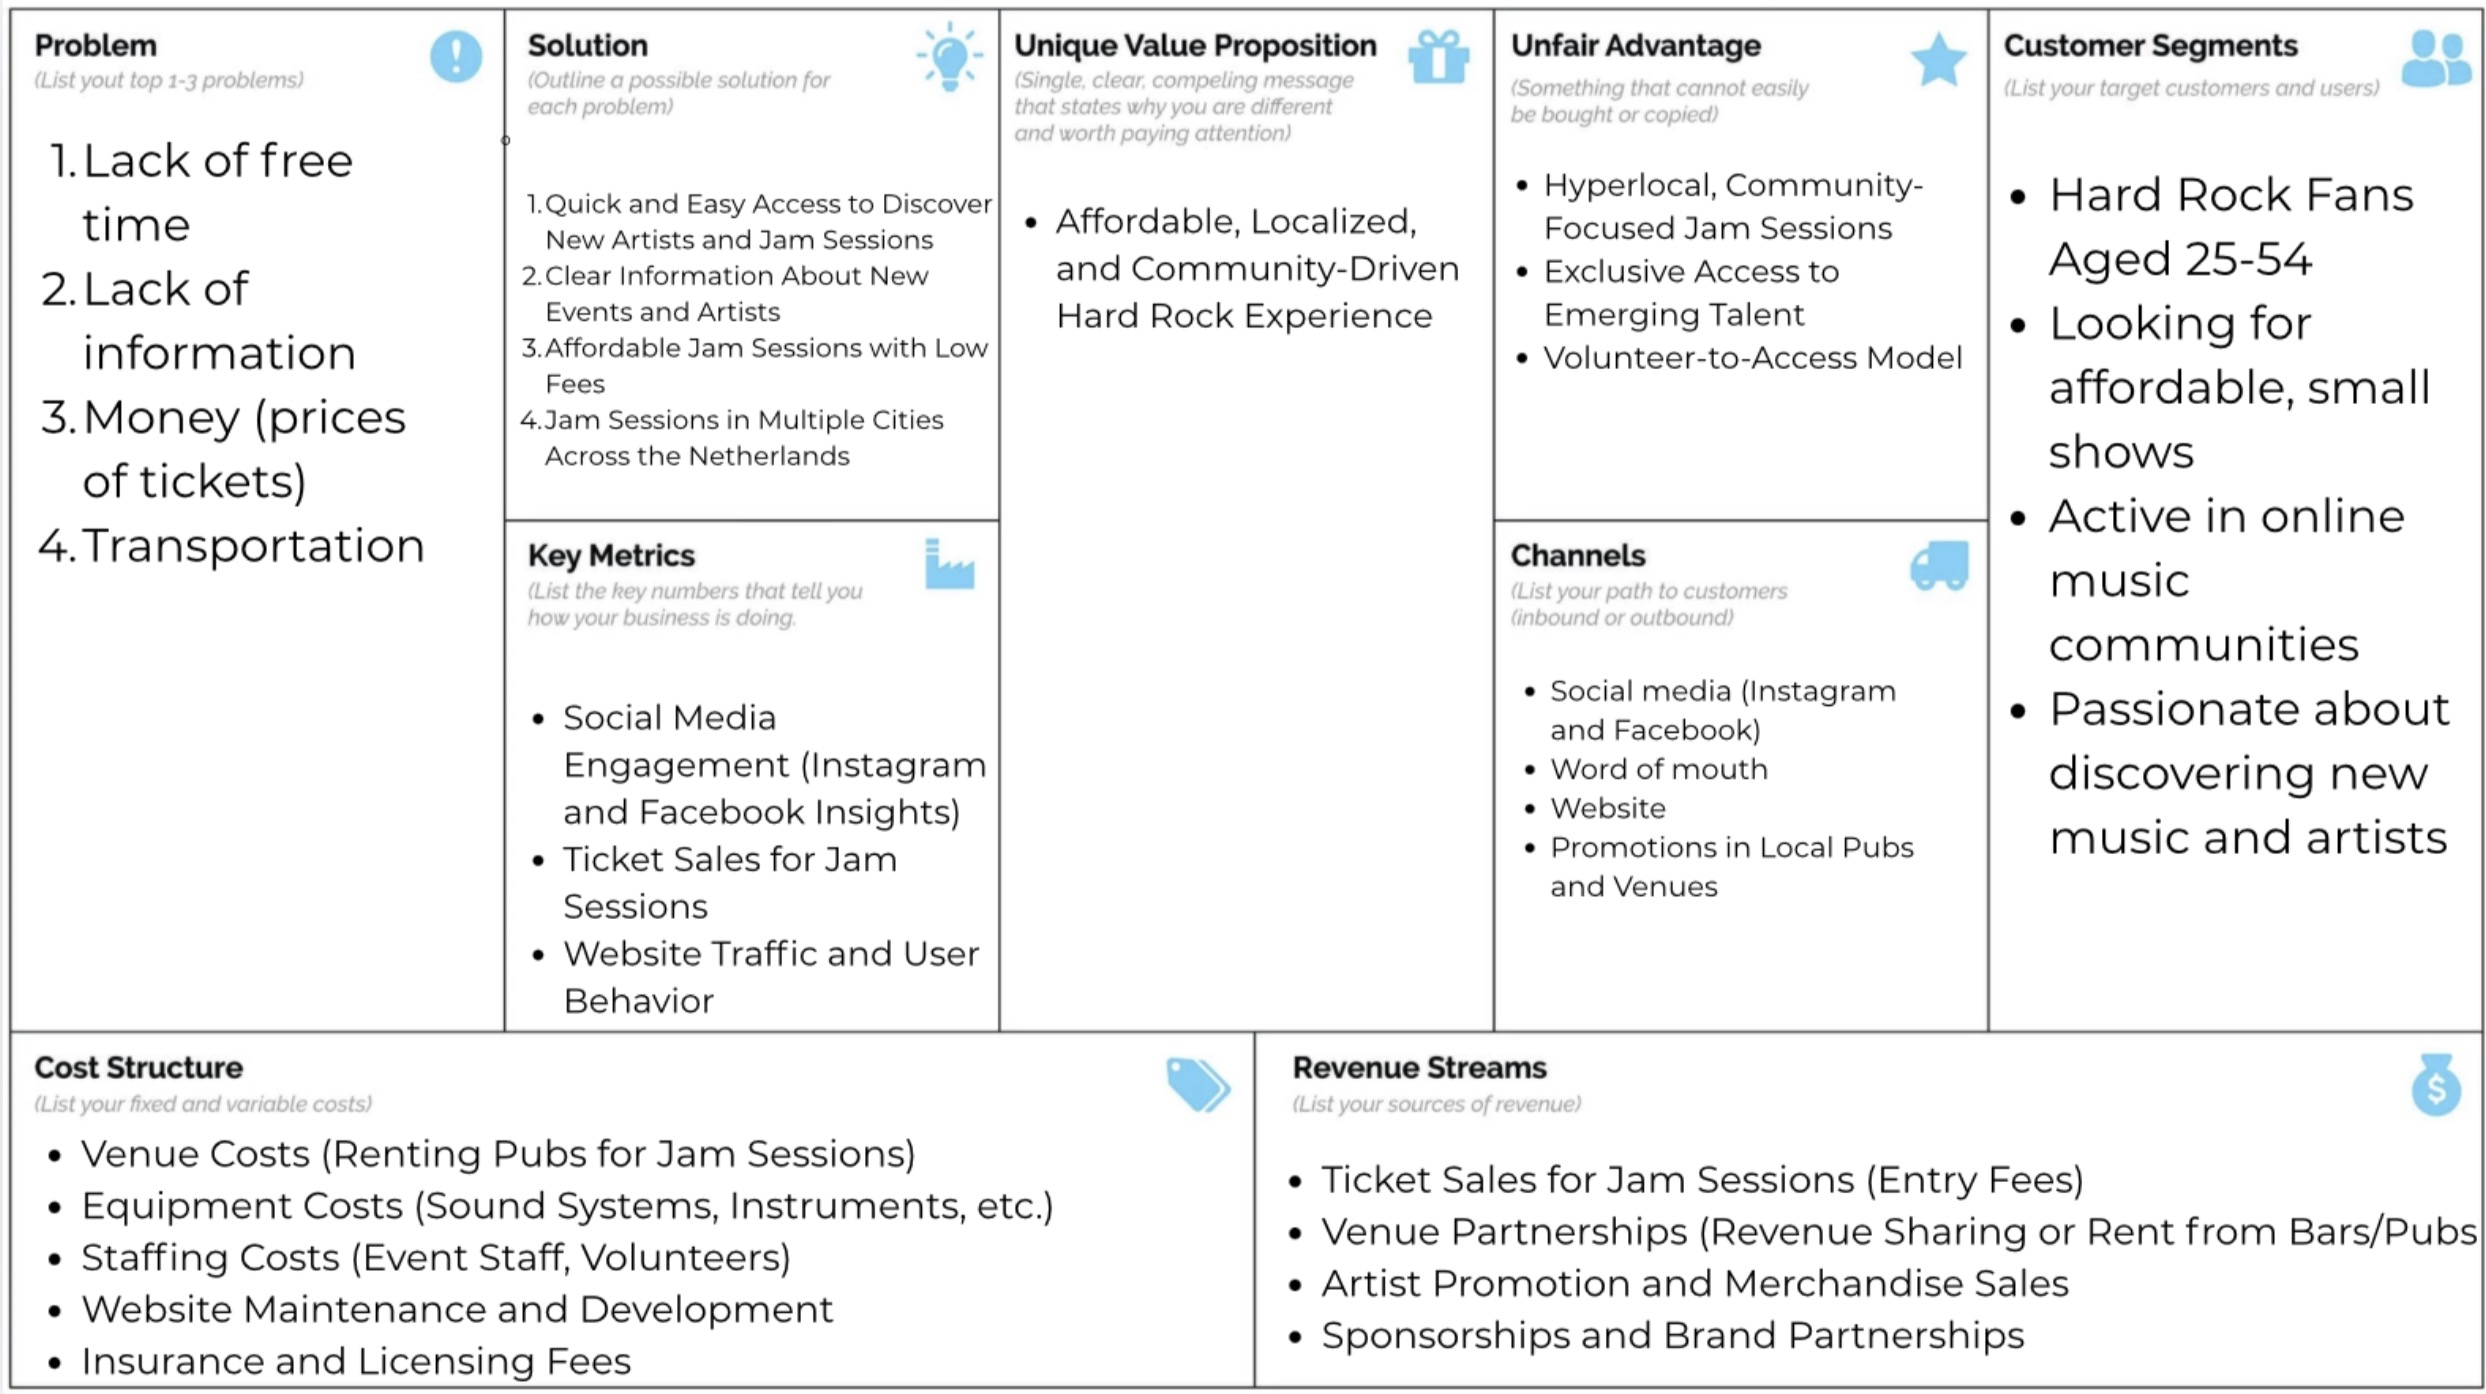 Problem
(List yout top 1-3 problems)
1. Lack of free
time
2. Lack of
information
3. Money (prices
of tickets)
4. Transportation
Solution
(Outline a possible solution for
each problem)
1. Quick and Easy Access to Discover
New Artists and Jam Sessions
2. Clear Information About New
Events and Artists
3. Affordable Jam Sessions with Low
Fees
4. Jam Sessions in Multiple Cities
Across the Netherlands
Key Metrics
(List the key numbers that tell you
how your business is doing.
• Social Media
Engagement (Instagram
and Facebook Insights)
• Ticket Sales for Jam
Sessions
• Website Traffic and User
Behavior
Unique Value Proposition
(Single, clear, compeling message
that states why you are different
and worth paying attention)
• Affordable, Localized,
and Community-Driven
Hard Rock Experience
Unfair Advantage
(Something that cannot easily
be bought or copied)
• Hyperlocal, Community-
Focused Jam Sessions
• Exclusive Access to
Emerging Talent
• Volunteer-to-Access Model
Channels
(List your path to customers
(inbound or outbound)
• Social media (Instagram
and Facebook)
• Word of mouth
• Website
• Promotions in Local Pubs
and Venues
Customer Segments
(List your target customers and users)
• Hard Rock Fans
Aged 25-54
• Looking for
affordable, small
shows
• Active in online
music
communities
• Passionate about
discovering new
music and artists
Cost Structure
(List your fixed and variable costs)
• Venue Costs (Renting Pubs for Jam Sessions)
• Equipment Costs (Sound Systems, Instruments, etc.)
• Staffing Costs (Event Staff, Volunteers)
• Website Maintenance and Development
• Insurance and Licensing Fees
Revenue Streams
(List your sources of revenue)
• Ticket Sales for Jam Sessions (Entry Fees)
• Venue Partnerships (Revenue Sharing or Rent from Bars/Pubs
• Artist Promotion and Merchandise Sales
• Sponsorships and Brand Partnerships